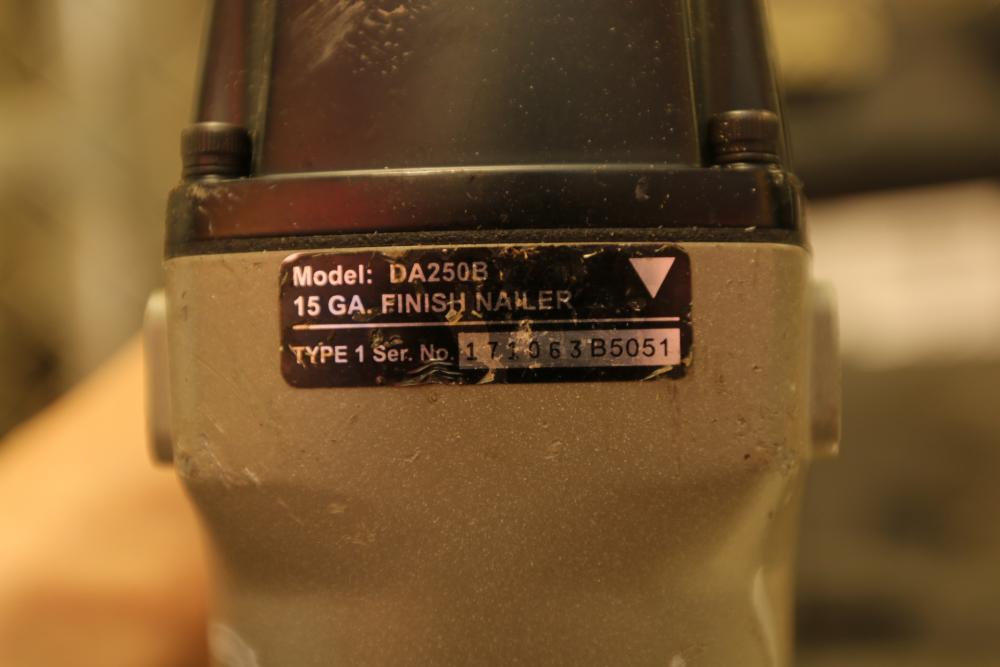 Model: DA250B
15 GA. FINISH NAILER
TYPE 1 Ser. No. 171063B5051